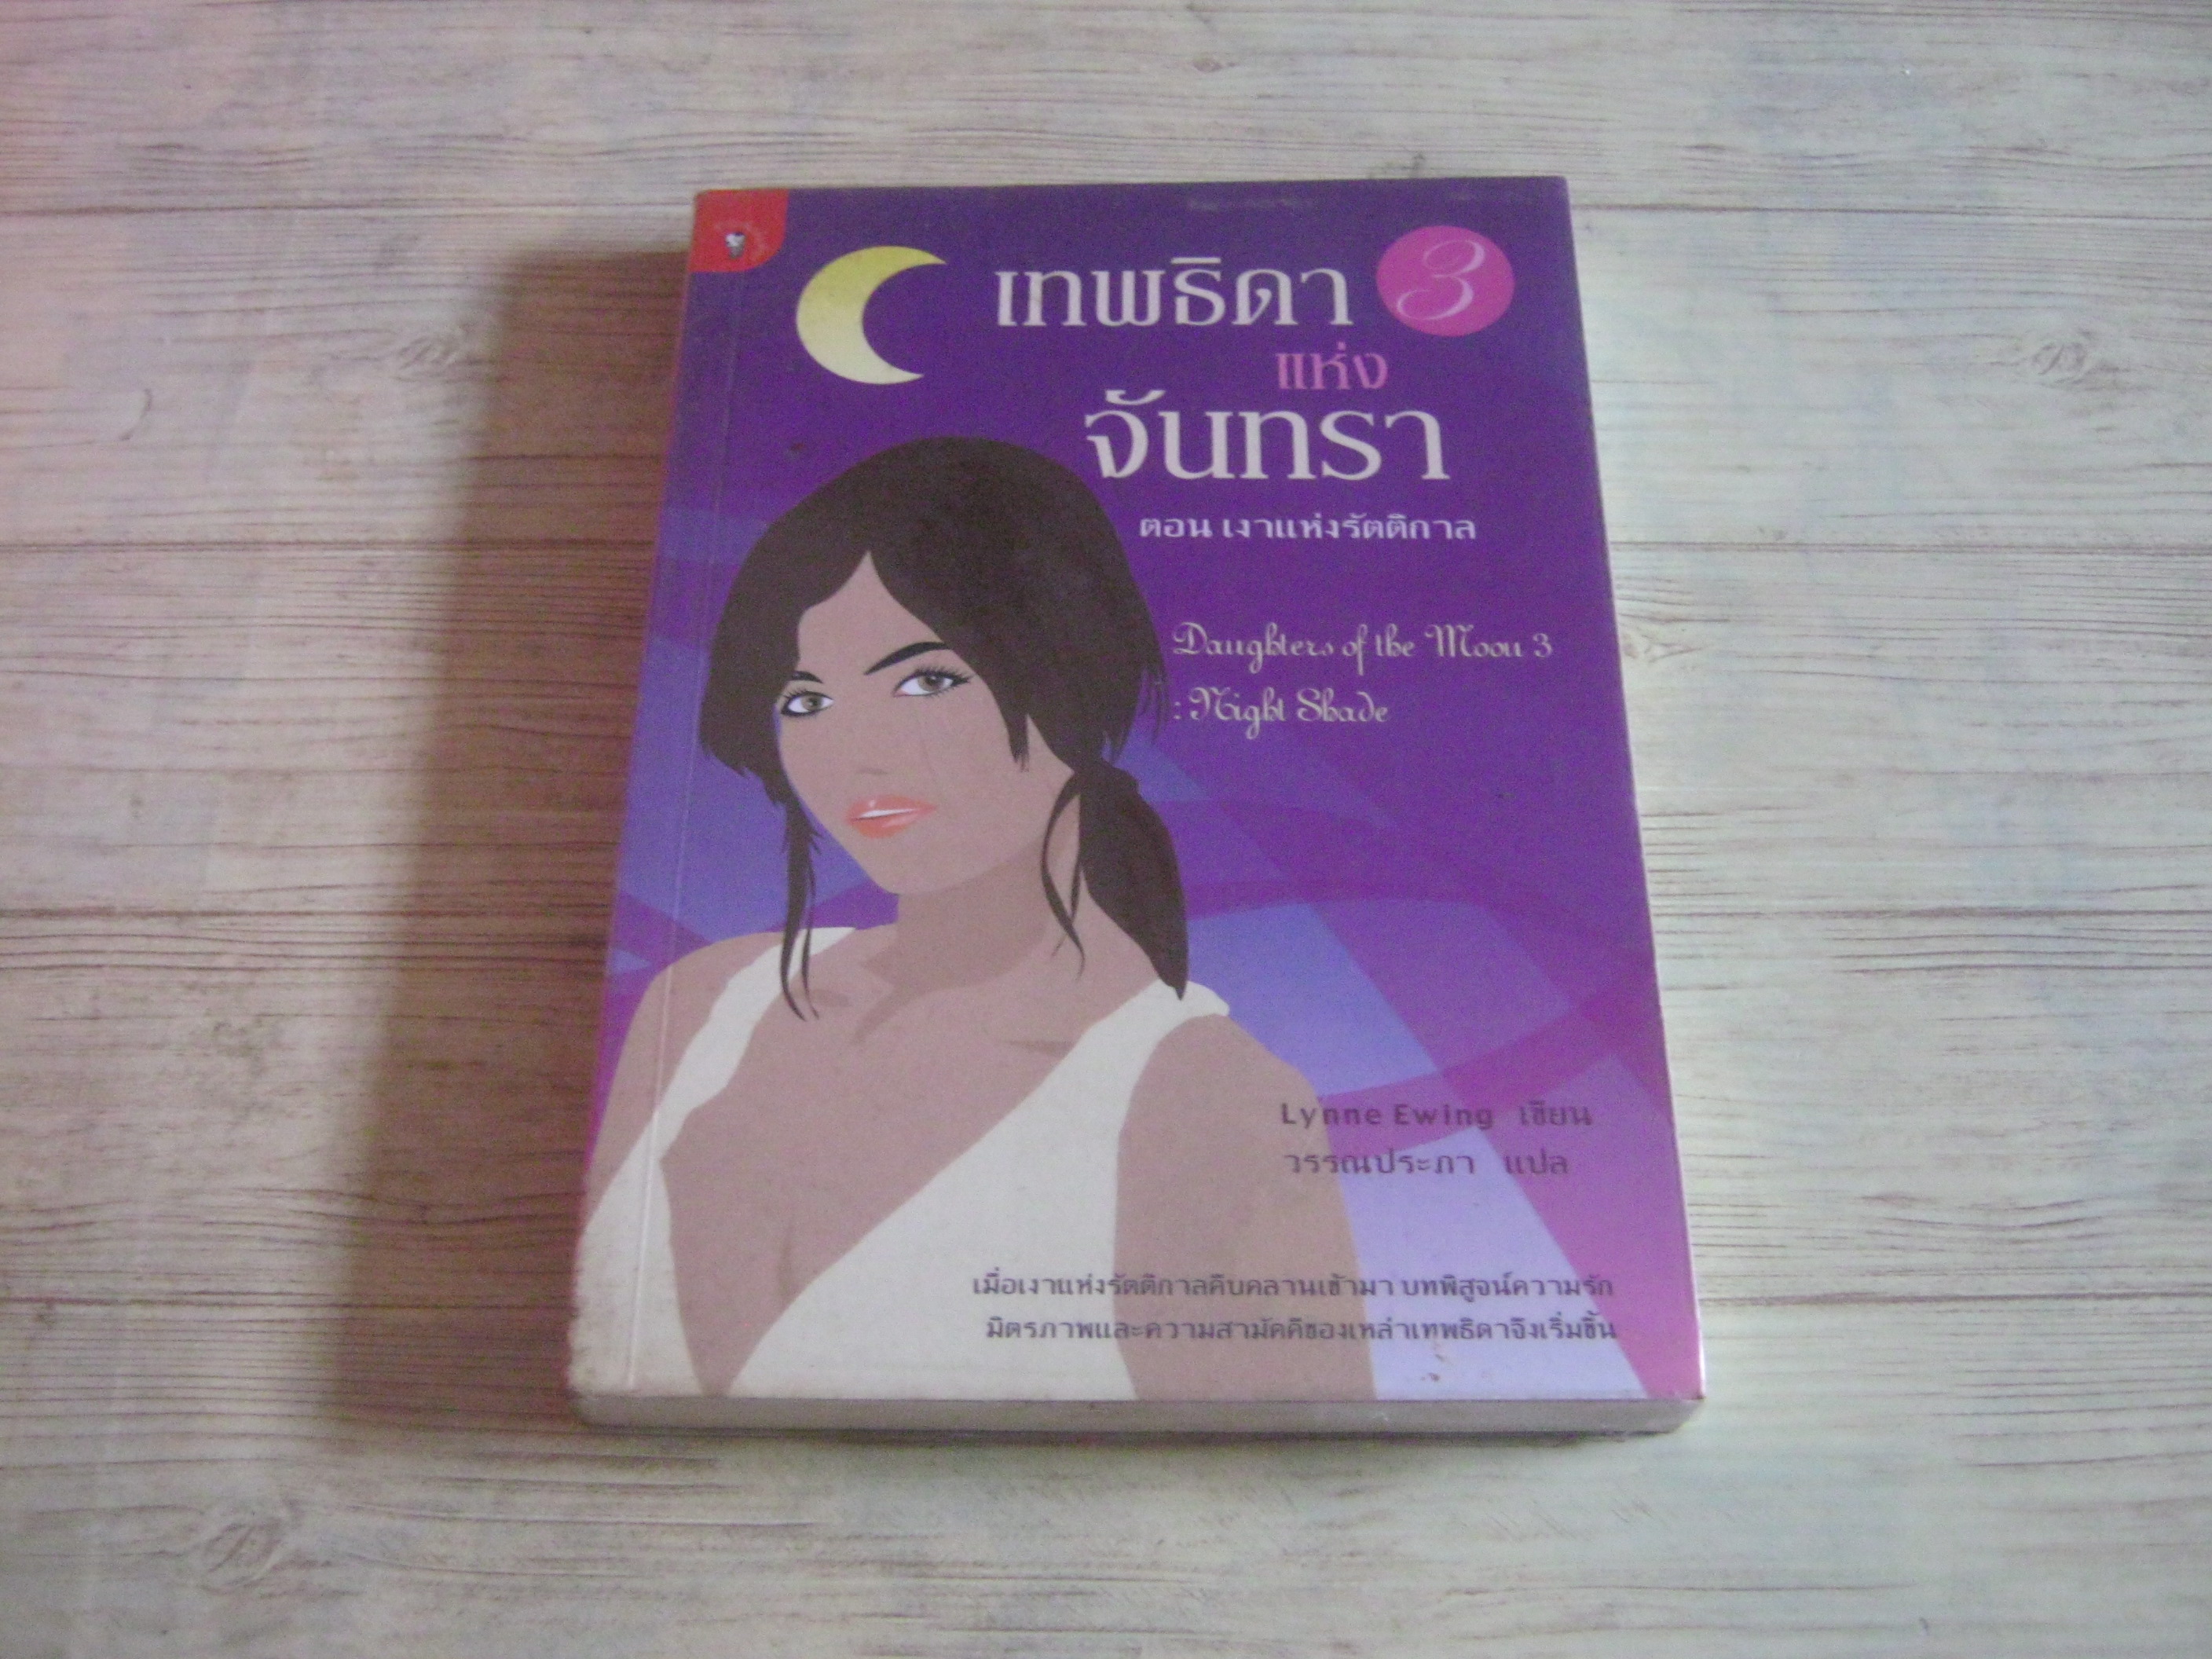 เทพธิดา 3
แห่ง
จันทรา
ตอน เงาแห่งรัตติกาล
Daughters of the Moon 3
: Night Shade
Lynne Ewing เขียน
วรรณประภา แปล
เมื่อเงาแห่งรัตติกาลคืบคลานเข้ามา บทพิสูจน์ความรัก
มิตรภาพและความสามัคคีของเหล่าเทพธิดาจึงเริ่มขึ้น